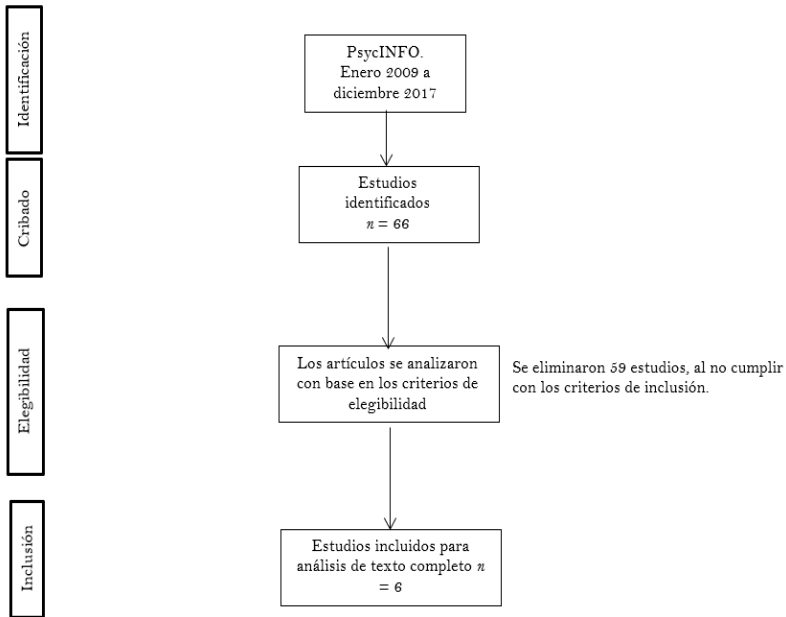 Identificación
PsycINFO.
Enero 2009 a
diciembre 2017
Cribado
Estudios
identificados
n = 66
Elegibilidad
Los artículos se analizaron
con base en los criterios de
elegibilidad
Se eliminaron 59 estudios, al no cumplir
con los criterios de inclusión.
Inclusión
Estudios incluidos para
análisis de texto completo n
= 6